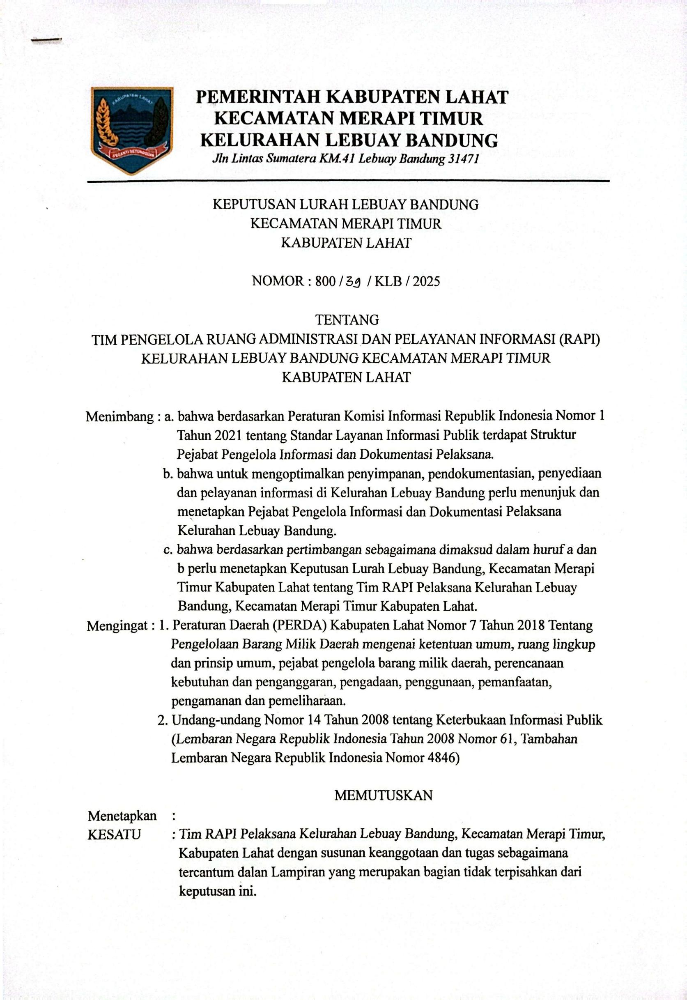 KABUPATEN LAHAT
SEGANTI SETUNGGUAN
PEMERINTAH KABUPATEN LAHAT
KECAMATAN MERAPI TIMUR
KELURAHAN LEBUAY BANDUNG
Jln Lintas Sumatera KM.41 Lebuay Bandung 31471
KEPUTUSAN LURAH LEBUAY BANDUNG
KECAMATAN MERAPI TIMUR
KABUPATEN LAHAT
NOMOR : 800 / 39 / KLB / 2025
TENTANG
TIM PENGELOLA RUANG ADMINISTRASI DAN PELAYANAN INFORMASI (RAPI)
KELURAHAN LEBUAY BANDUNG KECAMATAN MERAPI TIMUR
KABUPATEN LAHAT
Menimbang : a. bahwa berdasarkan Peraturan Komisi Informasi Republik Indonesia Nomor 1
Tahun 2021 tentang Standar Layanan Informasi Publik terdapat Struktur
Pejabat Pengelola Informasi dan Dokumentasi Pelaksana.
b. bahwa untuk mengoptimalkan penyimpanan, pendokumentasian, penyediaan
dan pelayanan informasi di Kelurahan Lebuay Bandung perlu menunjuk dan
menetapkan Pejabat Pengelola Informasi dan Dokumentasi Pelaksana
Kelurahan Lebuay Bandung.
c. bahwa berdasarkan pertimbangan sebagaimana dimaksud dalam huruf a dan
b perlu menetapkan Keputusan Lurah Lebuay Bandung, Kecamatan Merapi
Timur Kabupaten Lahat tentang Tim RAPI Pelaksana Kelurahan Lebuay
Bandung, Kecamatan Merapi Timur Kabupaten Lahat.
Mengingat : 1. Peraturan Daerah (PERDA) Kabupaten Lahat Nomor 7 Tahun 2018 Tentang
Pengelolaan Barang Milik Daerah mengenai ketentuan umum, ruang lingkup
dan prinsip umum, pejabat pengelola barang milik daerah, perencanaan
kebutuhan dan penganggaran, pengadaan, penggunaan, pemanfaatan,
pengamanan dan pemeliharaan.
2. Undang-undang Nomor 14 Tahun 2008 tentang Keterbukaan Informasi Publik
(Lembaran Negara Republik Indonesia Tahun 2008 Nomor 61, Tambahan
Lembaran Negara Republik Indonesia Nomor 4846)
MEMUTUSKAN
Menetapkan :
KESATU : Tim RAPI Pelaksana Kelurahan Lebuay Bandung, Kecamatan Merapi Timur,
Kabupaten Lahat dengan susunan keanggotaan dan tugas sebagaimana
tercantum dalan Lampiran yang merupakan bagian tidak terpisahkan dari
keputusan ini.